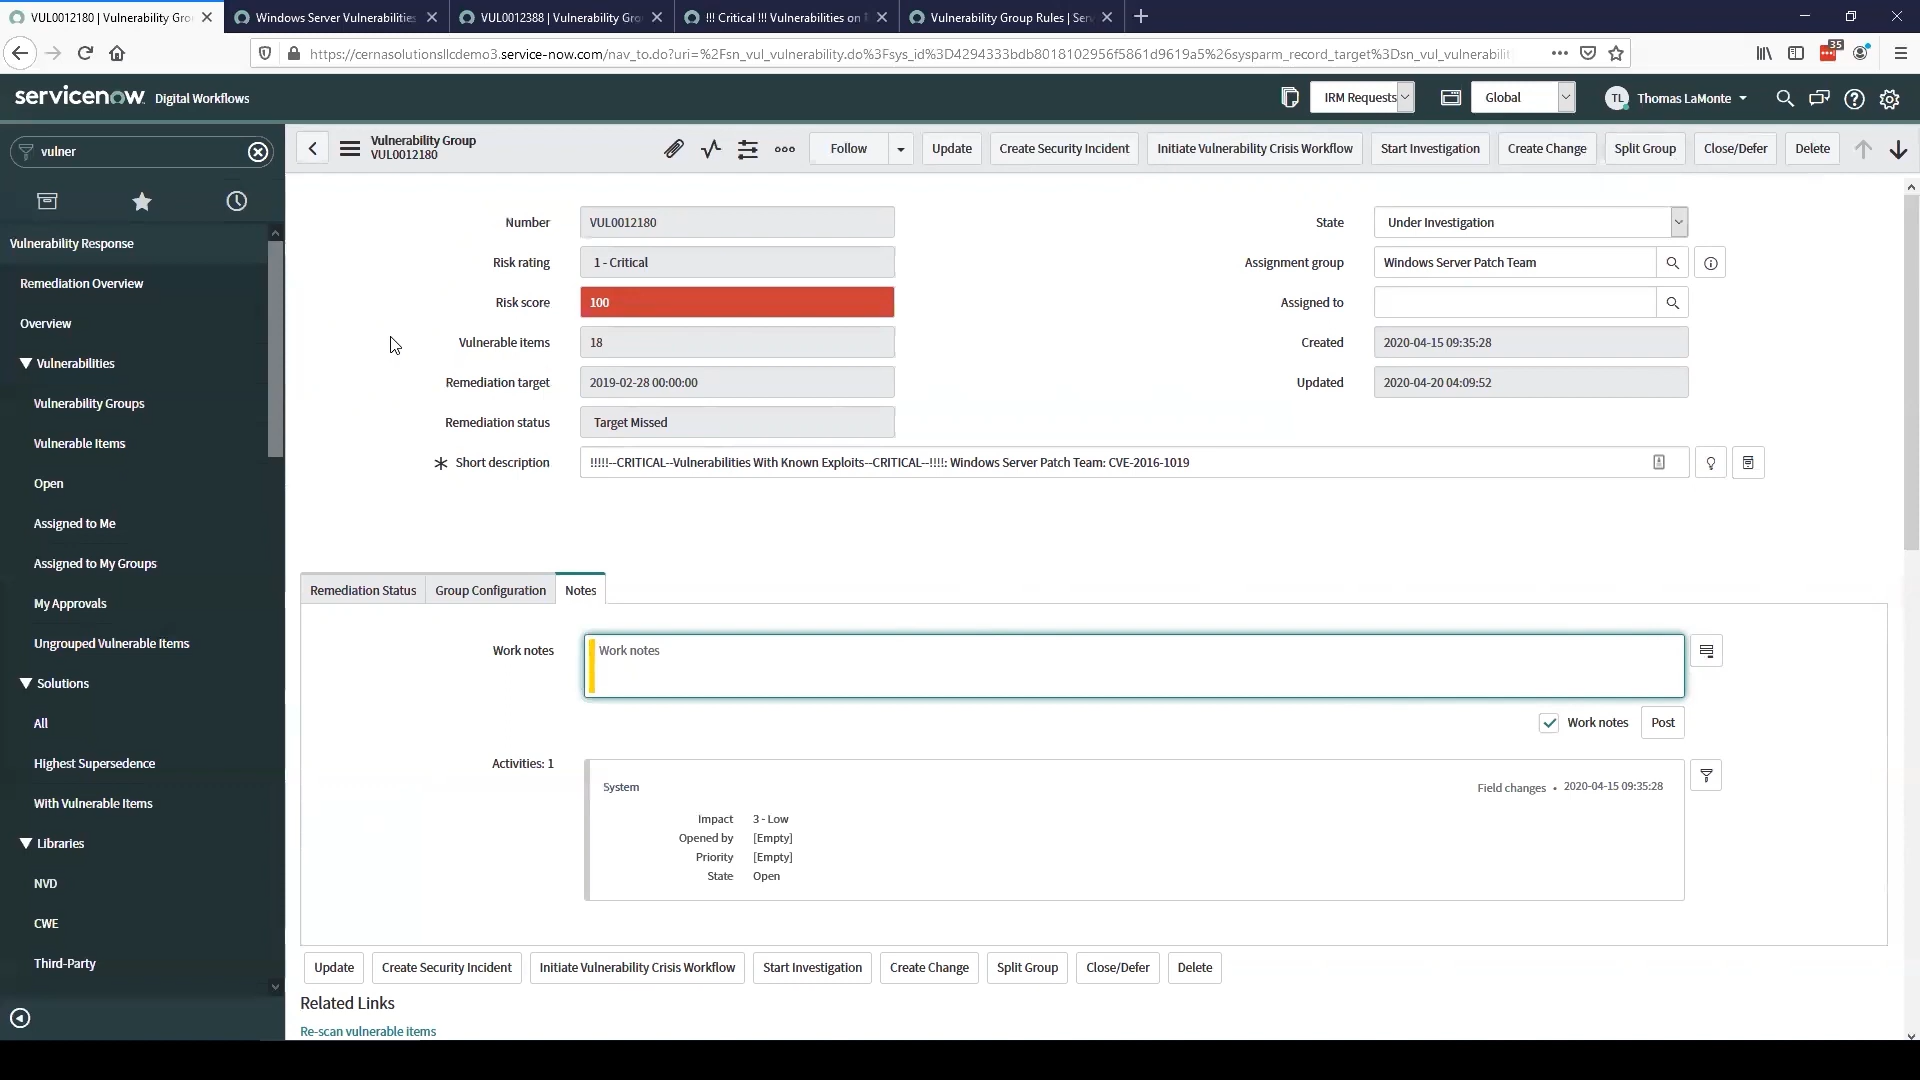 VUL0012180 | Vulnerability Gro
Windows Server Vulnerabilities
VUL0012388 | Vulnerability Gro
!!! Critical !!! Vulnerabilities on
Vulnerability Group Rules | Serv
https://cernasolutionsllcdemo3.service-now.com/nav_to.do?uri=%2Fsn_vul_vulnerability.do%3Fsys_id%3D4294333bdb8018102956f5861d9619a5%26sysparm_record_target%3Dsn_vul_vulnerabilit
35
servicenow Digital Workflows
IRM Requests
Global
TL Thomas LaMonte
vulner
Vulnerability Group
VUL0012180
Follow
Update
Create Security Incident
Initiate Vulnerability Crisis Workflow
Start Investigation
Create Change
Split Group
Close/Defer
Delete
Vulnerability Response
Remediation Overview
Overview
Vulnerabilities
Vulnerability Groups
Vulnerable Items
Open
Assigned to Me
Assigned to My Groups
My Approvals
Ungrouped Vulnerable Items
Solutions
All
Highest Supersedence
With Vulnerable Items
Libraries
NVD
CWE
Third-Party
Number VUL0012180
Risk rating 1 - Critical
Risk score 100
Vulnerable items 18
Remediation target 2019-02-28 00:00:00
Remediation status Target Missed
State Under Investigation
Assignment group Windows Server Patch Team
Assigned to
Created 2020-04-15 09:35:28
Updated 2020-04-20 04:09:52
Short description !!!!!--CRITICAL--Vulnerabilities With Known Exploits--CRITICAL--!!!!: Windows Server Patch Team: CVE-2016-1019
Remediation Status
Group Configuration
Notes
Work notes Work notes
Work notes Post
Activities: 1
System Field changes • 2020-04-15 09:35:28
Impact 3 - Low
Opened by [Empty]
Priority [Empty]
State Open
Update
Create Security Incident
Initiate Vulnerability Crisis Workflow
Start Investigation
Create Change
Split Group
Close/Defer
Delete
Related Links
Re-scan vulnerable items